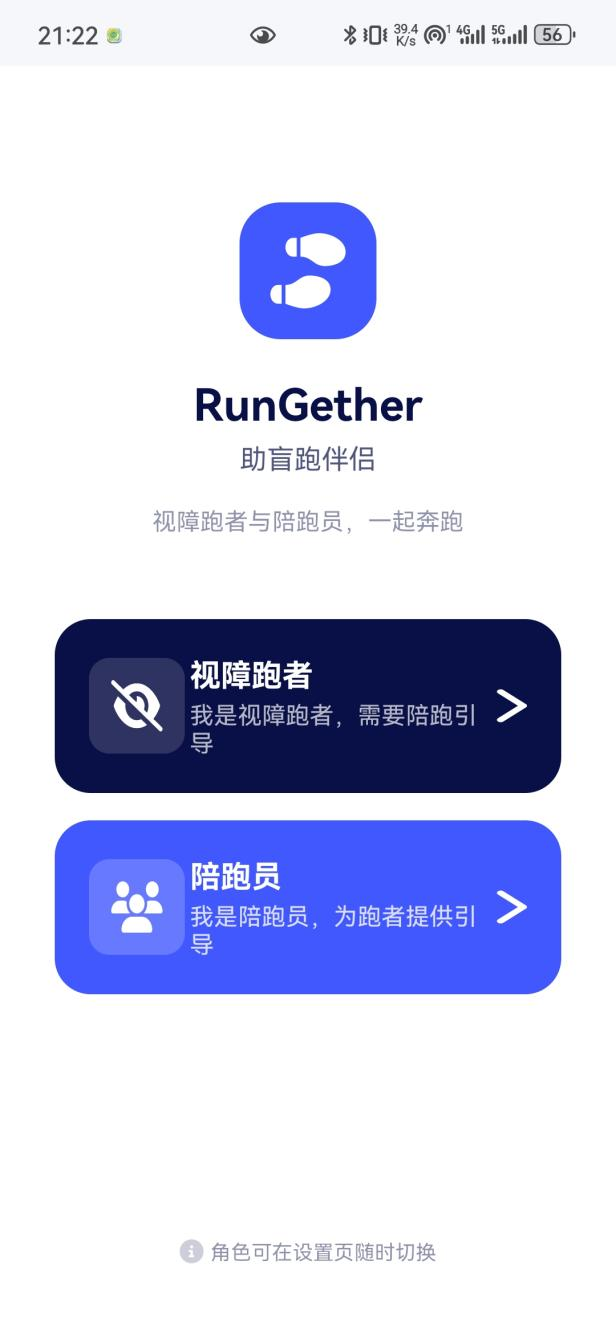 21:22
39.4
K/s
1
4G
5G
56
RunGether
助盲跑伴侣
视障跑者与陪跑员，一起奔跑
视障跑者
我是视障跑者，需要陪跑引
导
陪跑员
我是陪跑员，为跑者提供引
导
角色可在设置页随时切换